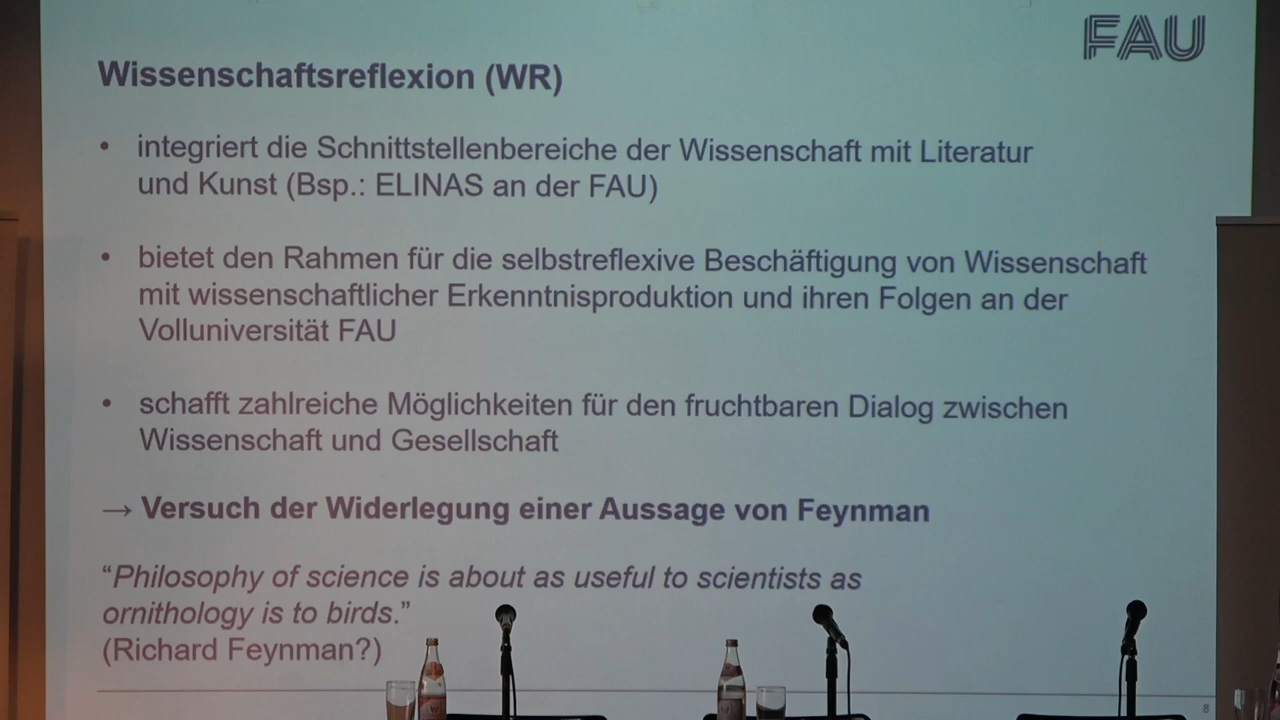 FAU
Wissenschaftsreflexion (WR)
• integriert die Schnittstellenbereiche der Wissenschaft mit Literatur
und Kunst (Bsp.: ELINAS an der FAU)
• bietet den Rahmen für die selbstreflexive Beschäftigung von Wissenschaft
mit wissenschaftlicher Erkenntnisproduktion und ihren Folgen an der
Volluniversität FAU
• schafft zahlreiche Möglichkeiten für den fruchtbaren Dialog zwischen
Wissenschaft und Gesellschaft
→ Versuch der Widerlegung einer Aussage von Feynman
“Philosophy of science is about as useful to scientists as
ornithology is to birds.”
(Richard Feynman?)
8